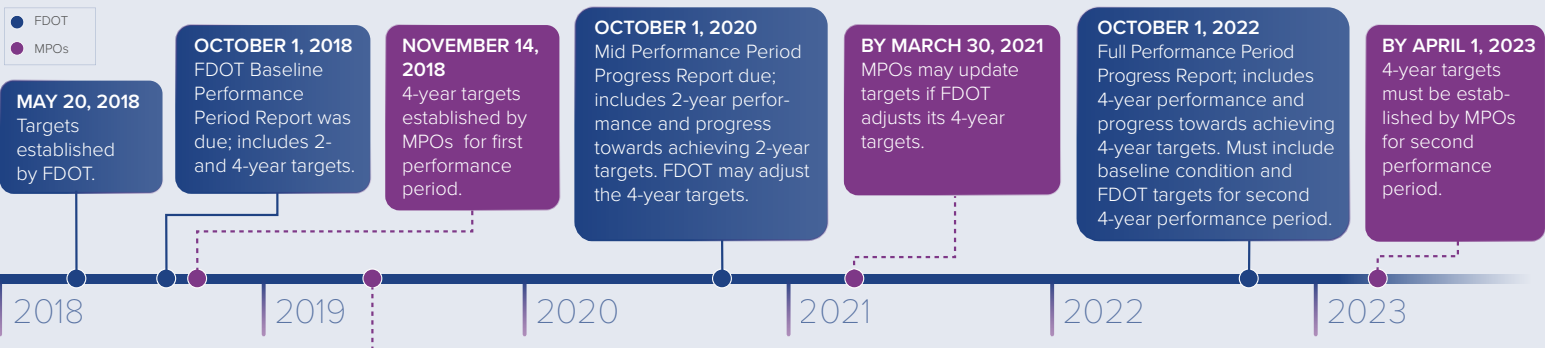 FDOT
MPOs
MAY 20, 2018
Targets
established
by FDOT.
OCTOBER 1, 2018
FDOT Baseline
Performance
Period Report was
due; includes 2-
and 4-year targets.
NOVEMBER 14,
2018
4-year targets
established by
MPOs for first
performance
period.
OCTOBER 1, 2020
Mid Performance Period
Progress Report due;
includes 2-year perfor-
mance and progress
towards achieving 2-year
targets. FDOT may adjust
the 4-year targets.
BY MARCH 30, 2021
MPOs may update
targets if FDOT
adjusts its 4-year
targets.
OCTOBER 1, 2022
Full Performance Period
Progress Report; includes
4-year performance and
progress towards achieving
4-year targets. Must include
baseline condition and
FDOT targets for second
4-year performance period.
BY APRIL 1, 2023
4-year targets
must be estab-
lished by MPOs
for second
performance
period.
2018
2019
2020
2021
2022
2023